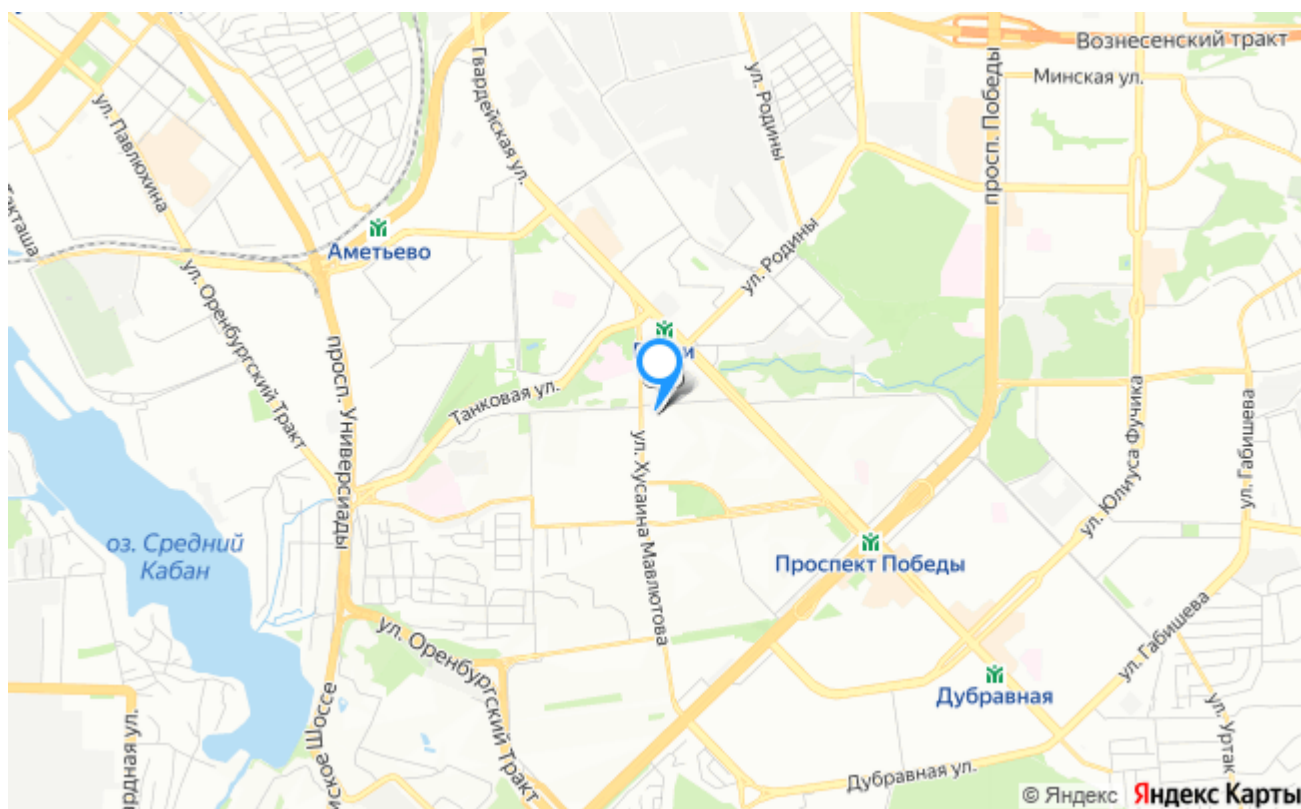 Вознесенский тракт
Минская ул.
Гвардейская ул.
ул. Родины
просп. Победы
ул. Павлюхина
Аметьево
ул. Родины
ул. Оренбургский Тракт
просп. Универсиады
Танковая ул.
ул. Хусаина Мавлютова
ул. Юлиуса Фучика
ул. Габишева
оз. Средний
Кабан
Проспект Победы
ул. Оренбургский Тракт
ул. Габишева
Дубравная
ул. Уртак
Шоссе
Дубравная ул.
© Яндекс Яндекс Карты